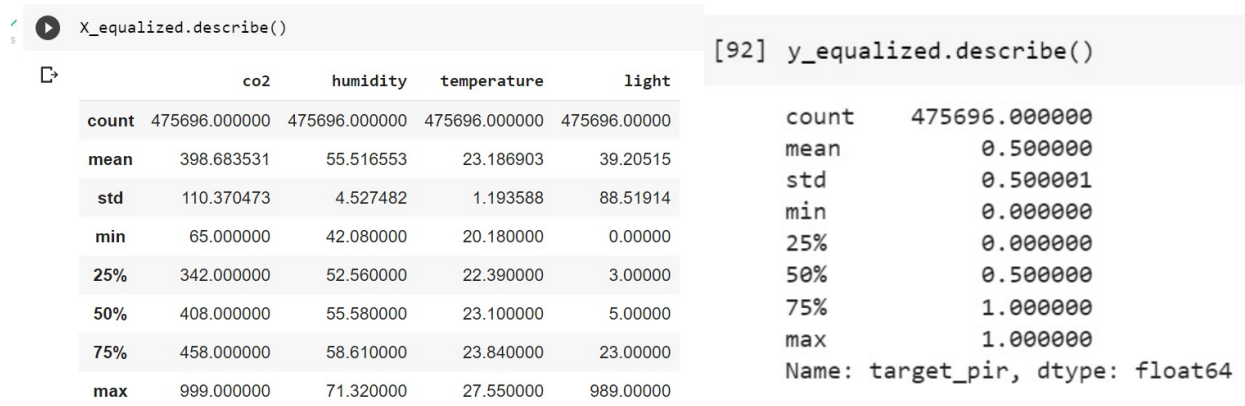 X_equalized.describe()
co2 humidity temperature light
count 475696.000000 475696.000000 475696.000000 475696.00000
mean 398.683531 55.516553 23.186903 39.20515
std 110.370473 4.527482 1.193588 88.51914
min 65.000000 42.080000 20.180000 0.00000
25% 342.000000 52.560000 22.390000 3.00000
50% 408.000000 55.580000 23.100000 5.00000
75% 458.000000 58.610000 23.840000 23.00000
max 999.000000 71.320000 27.550000 989.00000
[92] y_equalized.describe()
count 475696.000000
mean 0.500000
std 0.500001
min 0.000000
25% 0.000000
50% 0.500000
75% 1.000000
max 1.000000
Name: target_pir, dtype: float64